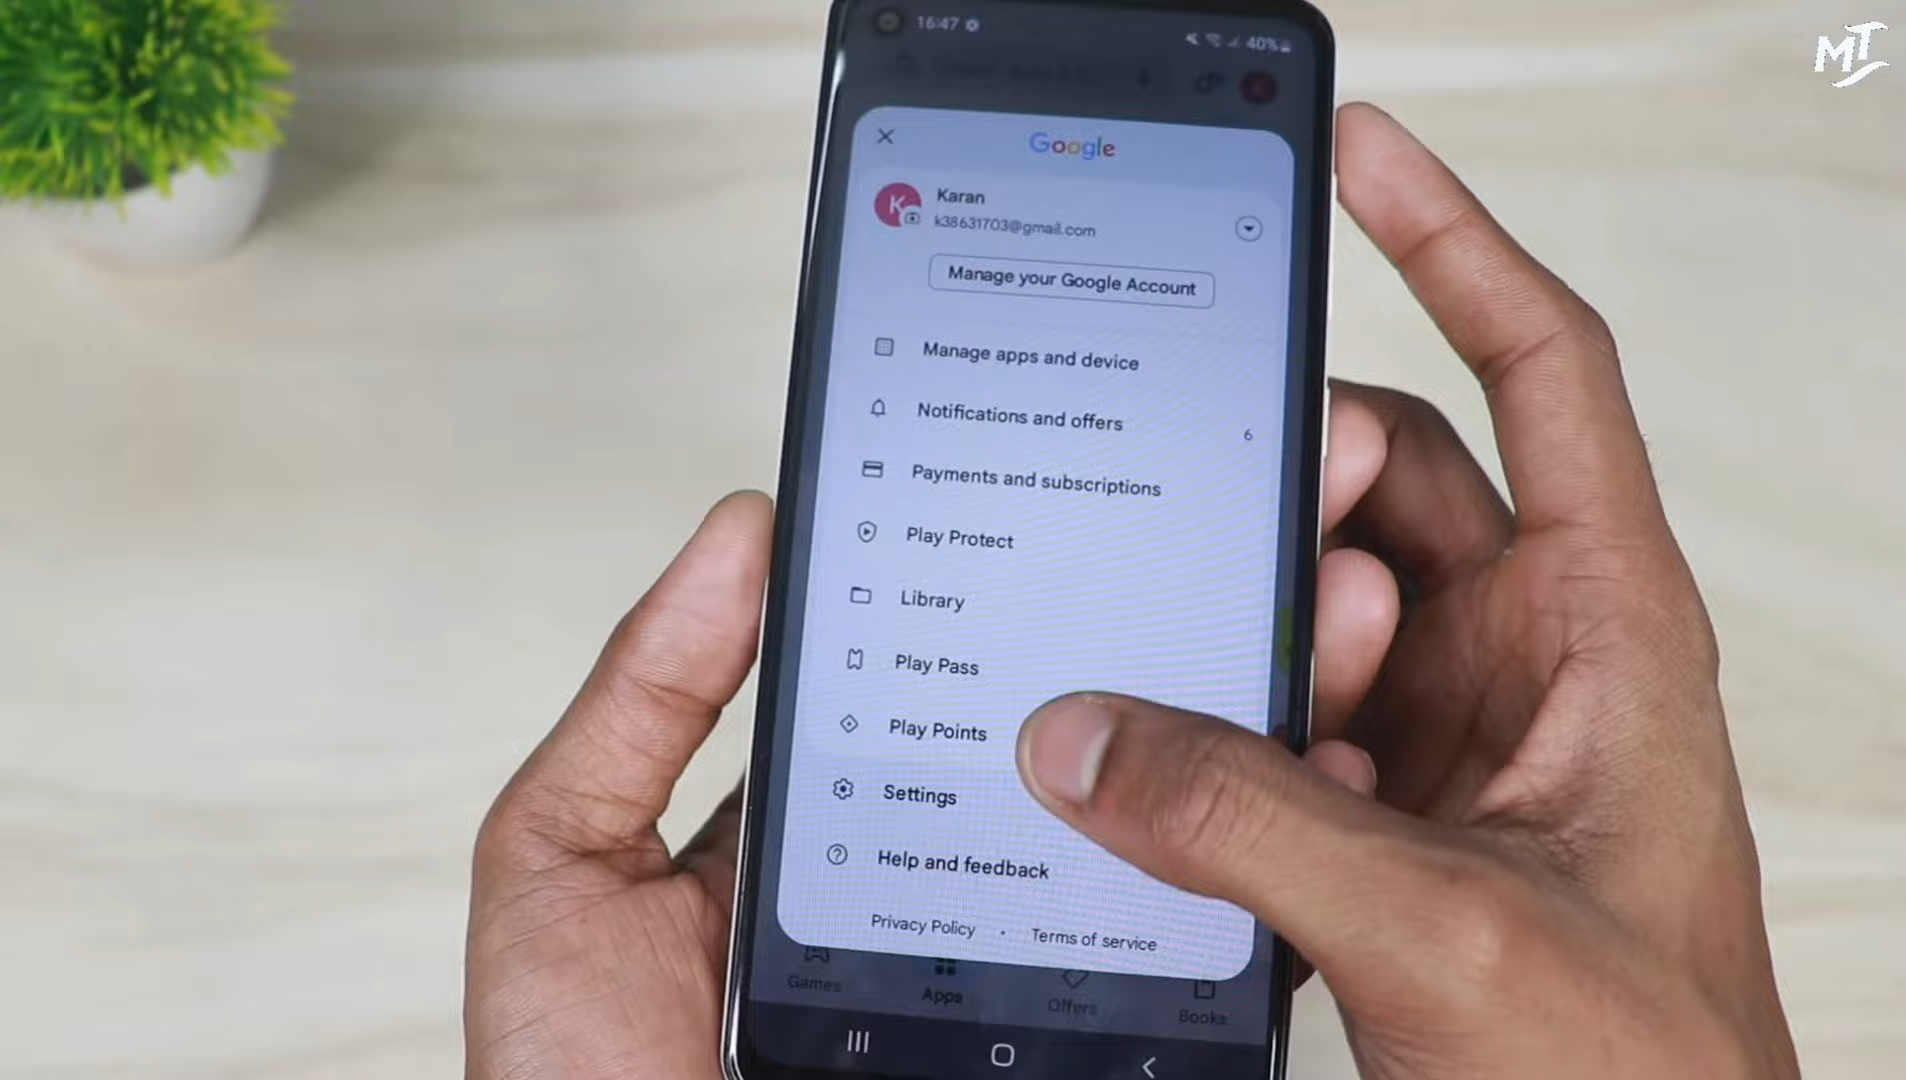 MT
16:47
40%
Google
K
Karan
k38631703@gmail.com
Manage your Google Account
Manage apps and device
Notifications and offers
6
Payments and subscriptions
Play Protect
Library
Play Pass
Play Points
Settings
Help and feedback
Privacy Policy • Terms of service
Games Apps Offers Books